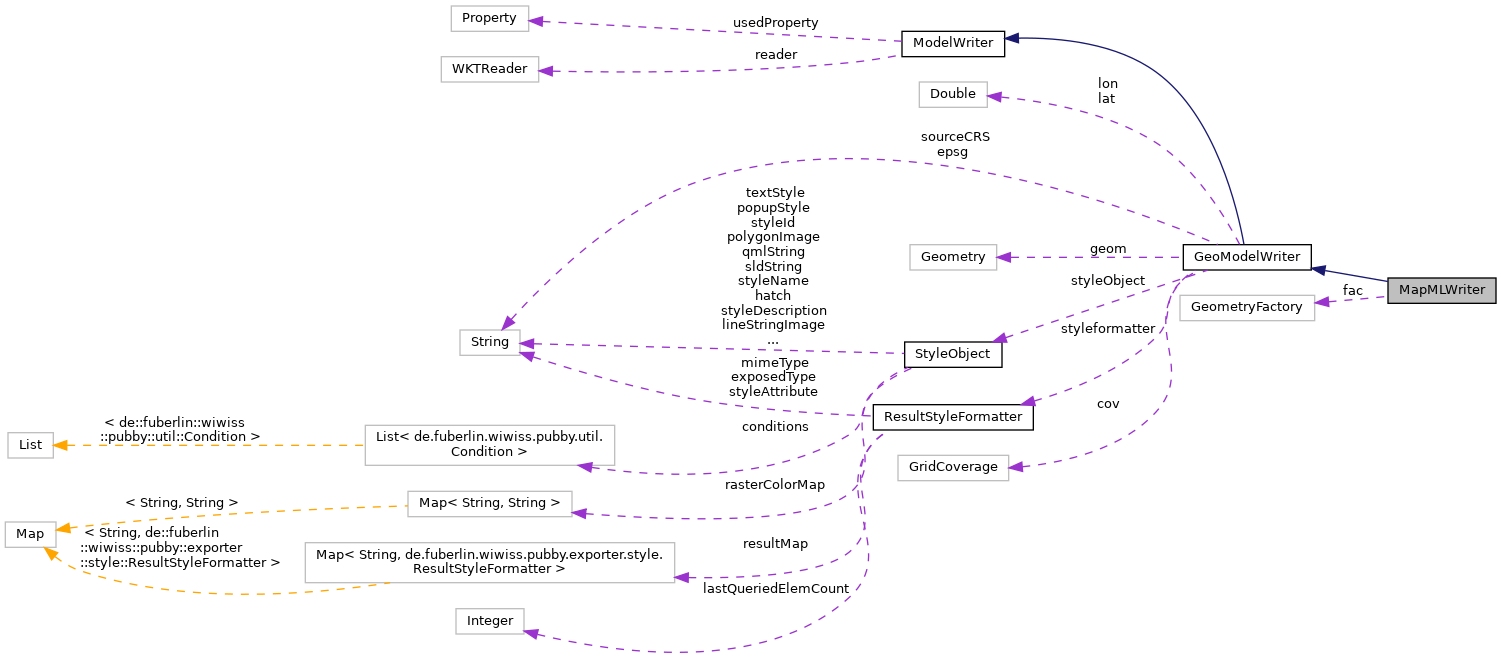 Property
usedProperty
ModelWriter
reader
WKTReader
Double
lon
lat
sourceCRS
epsg
textStyle
popupStyle
styleId
polygonImage
qmlString
sldString
styleName
hatch
styleDescription
lineStringImage
...
Geometry
geom
GeoModelWriter
styleObject
MapMLWriter
fac
GeometryFactory
styleformatter
String
StyleObject
mimeType
exposedType
styleAttribute
ResultStyleFormatter
cov
< de::fuberlin::wiwiss
::pubby::util::Condition >
List
List< de.fuberlin.wiwiss.pubby.util.
Condition >
conditions
GridCoverage
rasterColorMap
< String, String >
Map< String, String >
Map
< String, de::fuberlin
::wiwiss::pubby::exporter
::style::ResultStyleFormatter >
Map< String, de.fuberlin.wiwiss.pubby.exporter.style.
ResultStyleFormatter >
resultMap
lastQueriedElemCount
Integer